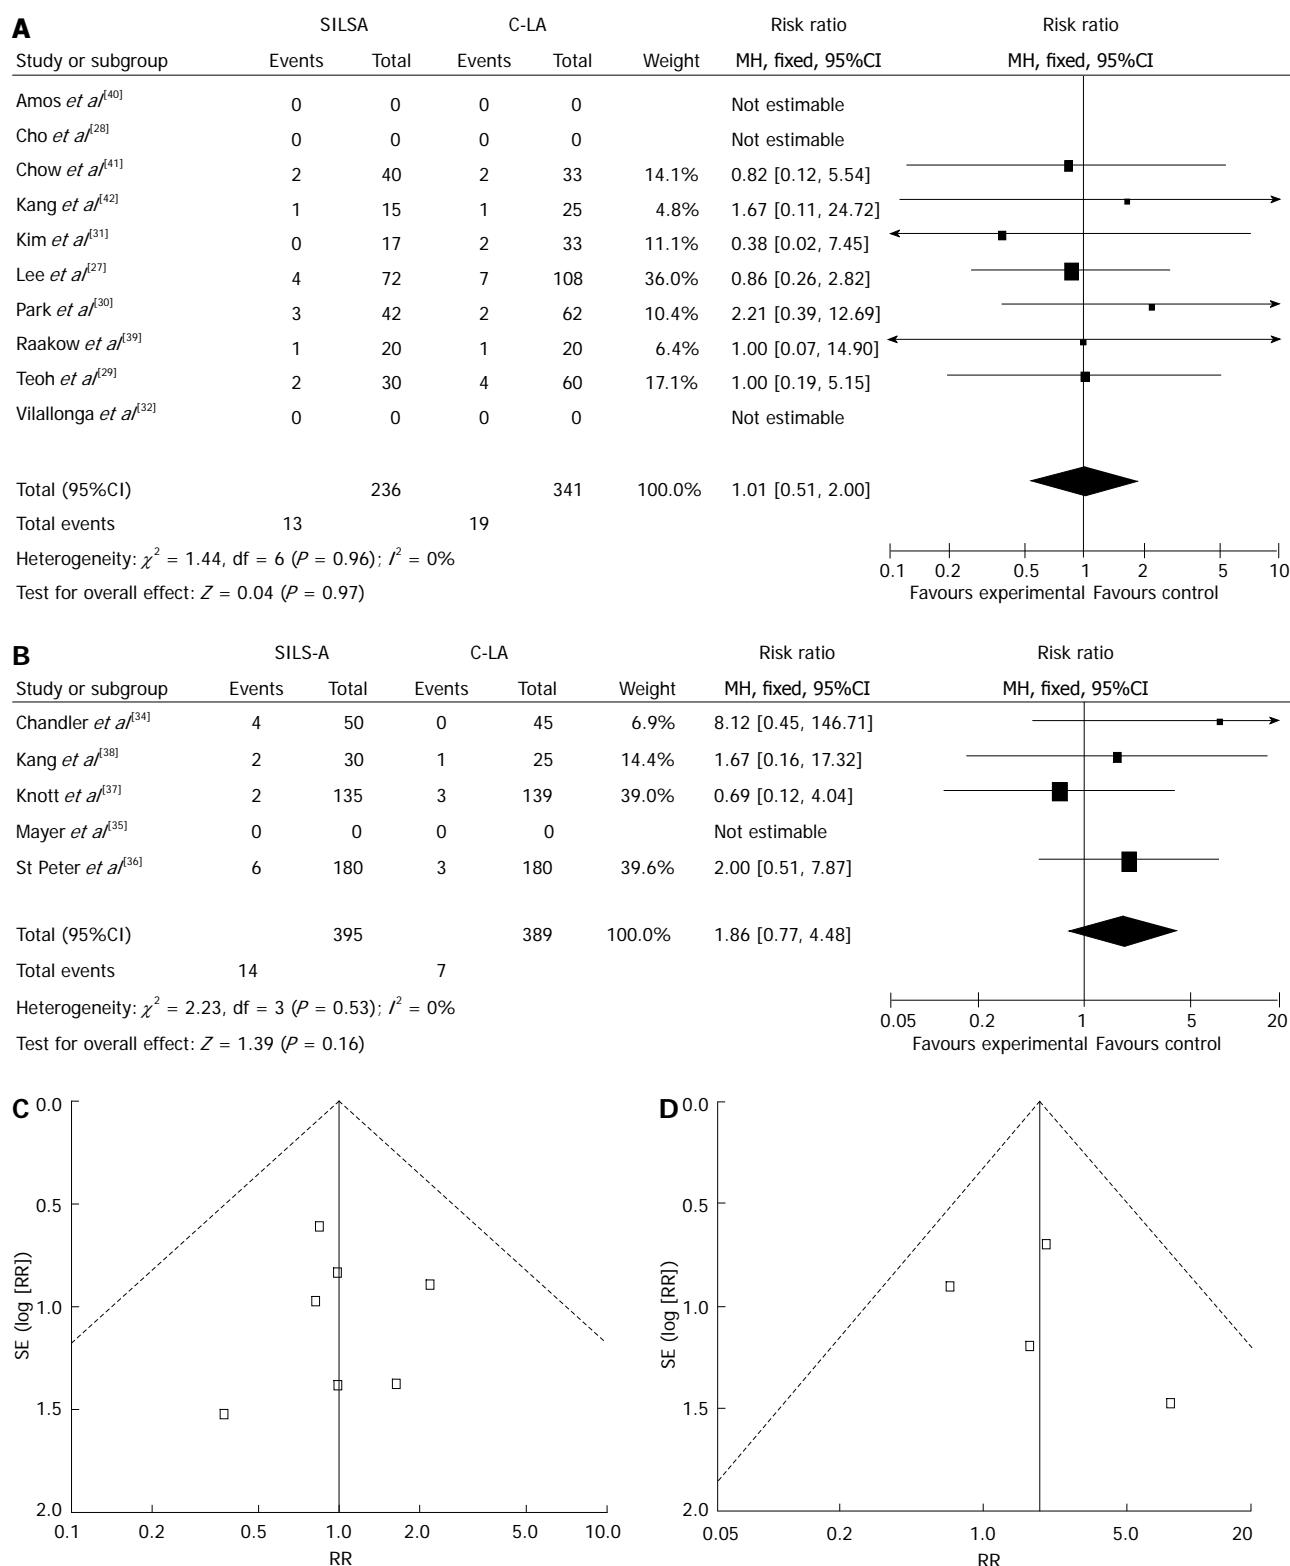 A SILSA C-LA Risk ratio Risk ratio
Study or subgroup Events Total Events Total Weight MH, fixed, 95%CI MH, fixed, 95%CI
Amos et al[40] 0 0 0 0 Not estimable
Cho et al[28] 0 0 0 0 Not estimable
Chow et al[41] 2 40 2 33 14.1% 0.82 [0.12, 5.54]
Kang et al[42] 1 15 1 25 4.8% 1.67 [0.11, 24.72]
Kim et al[31] 0 17 2 33 11.1% 0.38 [0.02, 7.45]
Lee et al[27] 4 72 7 108 36.0% 0.86 [0.26, 2.82]
Park et al[30] 3 42 2 62 10.4% 2.21 [0.39, 12.69]
Raakow et al[39] 1 20 1 20 6.4% 1.00 [0.07, 14.90]
Teoh et al[29] 2 30 4 60 17.1% 1.00 [0.19, 5.15]
Vilallonga et al[32] 0 0 0 0 Not estimable
Total (95%CI) 236 341 100.0% 1.01 [0.51, 2.00]
Total events 13 19
Heterogeneity: χ² = 1.44, df = 6 (P = 0.96); I² = 0%
Test for overall effect: Z = 0.04 (P = 0.97)
0.1 0.2 0.5 1 2 5 10
Favours experimental Favours control
B SILS-A C-LA Risk ratio Risk ratio
Study or subgroup Events Total Events Total Weight MH, fixed, 95%CI MH, fixed, 95%CI
Chandler et al[34] 4 50 0 45 6.9% 8.12 [0.45, 146.71]
Kang et al[38] 2 30 1 25 14.4% 1.67 [0.16, 17.32]
Knott et al[37] 2 135 3 139 39.0% 0.69 [0.12, 4.04]
Mayer et al[35] 0 0 0 0 Not estimable
St Peter et al[36] 6 180 3 180 39.6% 2.00 [0.51, 7.87]
Total (95%CI) 395 389 100.0% 1.86 [0.77, 4.48]
Total events 14 7
Heterogeneity: χ² = 2.23, df = 3 (P = 0.53); I² = 0%
Test for overall effect: Z = 1.39 (P = 0.16)
0.05 0.2 1 5 20
Favours experimental Favours control
C
0.0
0.5
1.0
1.5
2.0
SE (log [RR])
0.1 0.2 0.5 1.0 2.0 5.0 10.0
RR
D
0.0
0.5
1.0
1.5
2.0
SE (log [RR])
0.05 0.2 1.0 5.0 20
RR